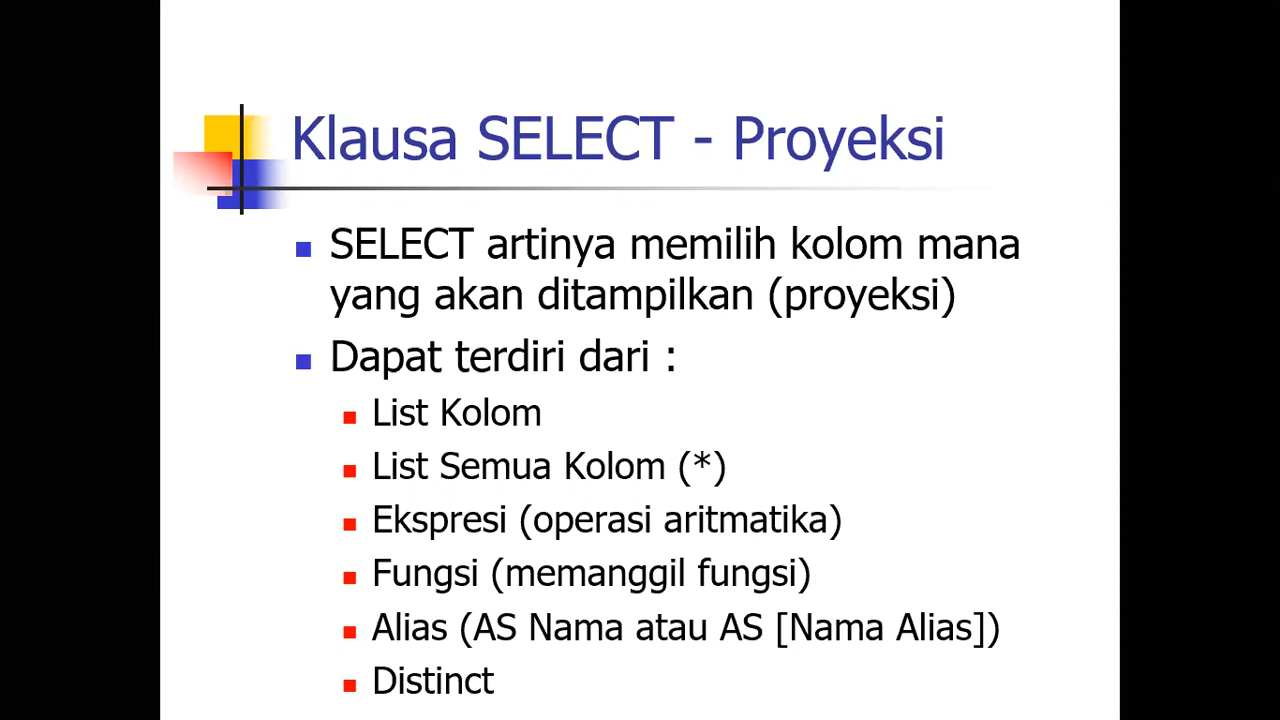 Klausa SELECT - Proyeksi
SELECT artinya memilih kolom mana
yang akan ditampilkan (proyeksi)
Dapat terdiri dari :
List Kolom
List Semua Kolom (*)
Ekspresi (operasi aritmatika)
Fungsi (memanggil fungsi)
Alias (AS Nama atau AS [Nama Alias])
Distinct